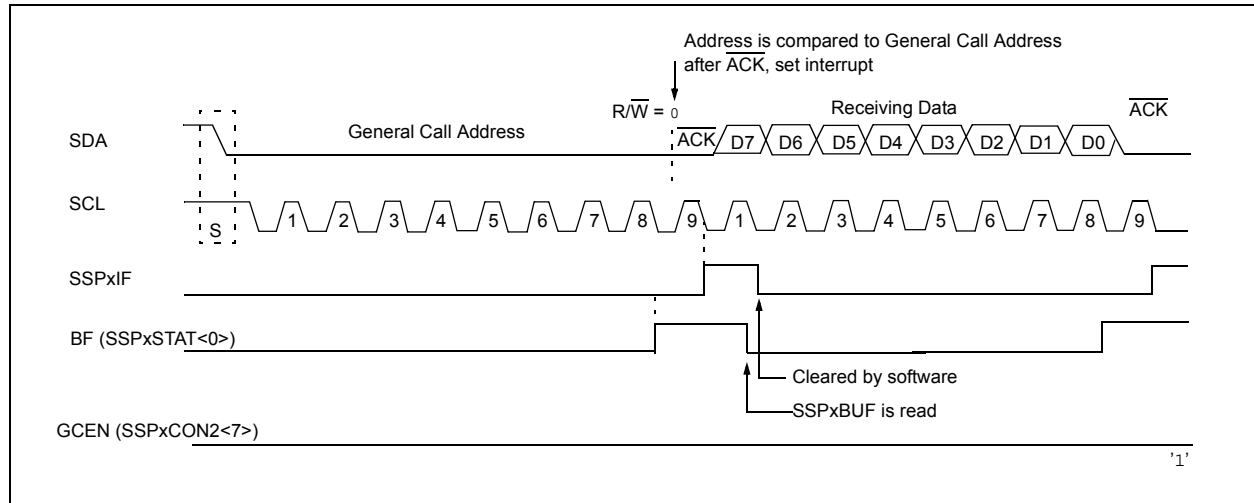 Address is compared to General Call Address
after ACK, set interrupt
R/W = 0
Receiving Data
ACK
SDA
General Call Address
ACK D7 D6 D5 D4 D3 D2 D1 D0
SCL
S
1 2 3 4 5 6 7 8 9 1 2 3 4 5 6 7 8 9
SSPxIF
BF (SSPxSTAT<0>)
Cleared by software
SSPxBUF is read
GCEN (SSPxCON2<7>)
'1'